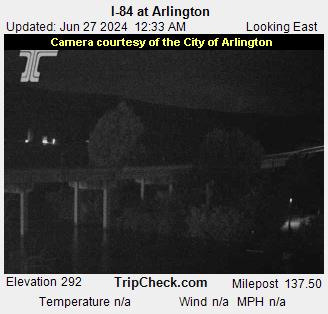 I-84 at Arlington
Updated: Jun 27 2024 12:33 AM Looking East
Camera courtesy of the City of Arlington
Elevation 292 TripCheck.com Milepost 137.50
Temperature n/a Wind n/a MPH n/a